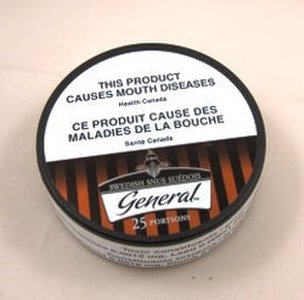 THIS PRODUCT
CAUSES MOUTH DISEASES
Health Canada
CE PRODUIT CAUSE DES
MALADIES DE LA BOUCHE
Santé Canada
SWEDISH SNUS SUÉDOIS
General™
25 PORTIONS